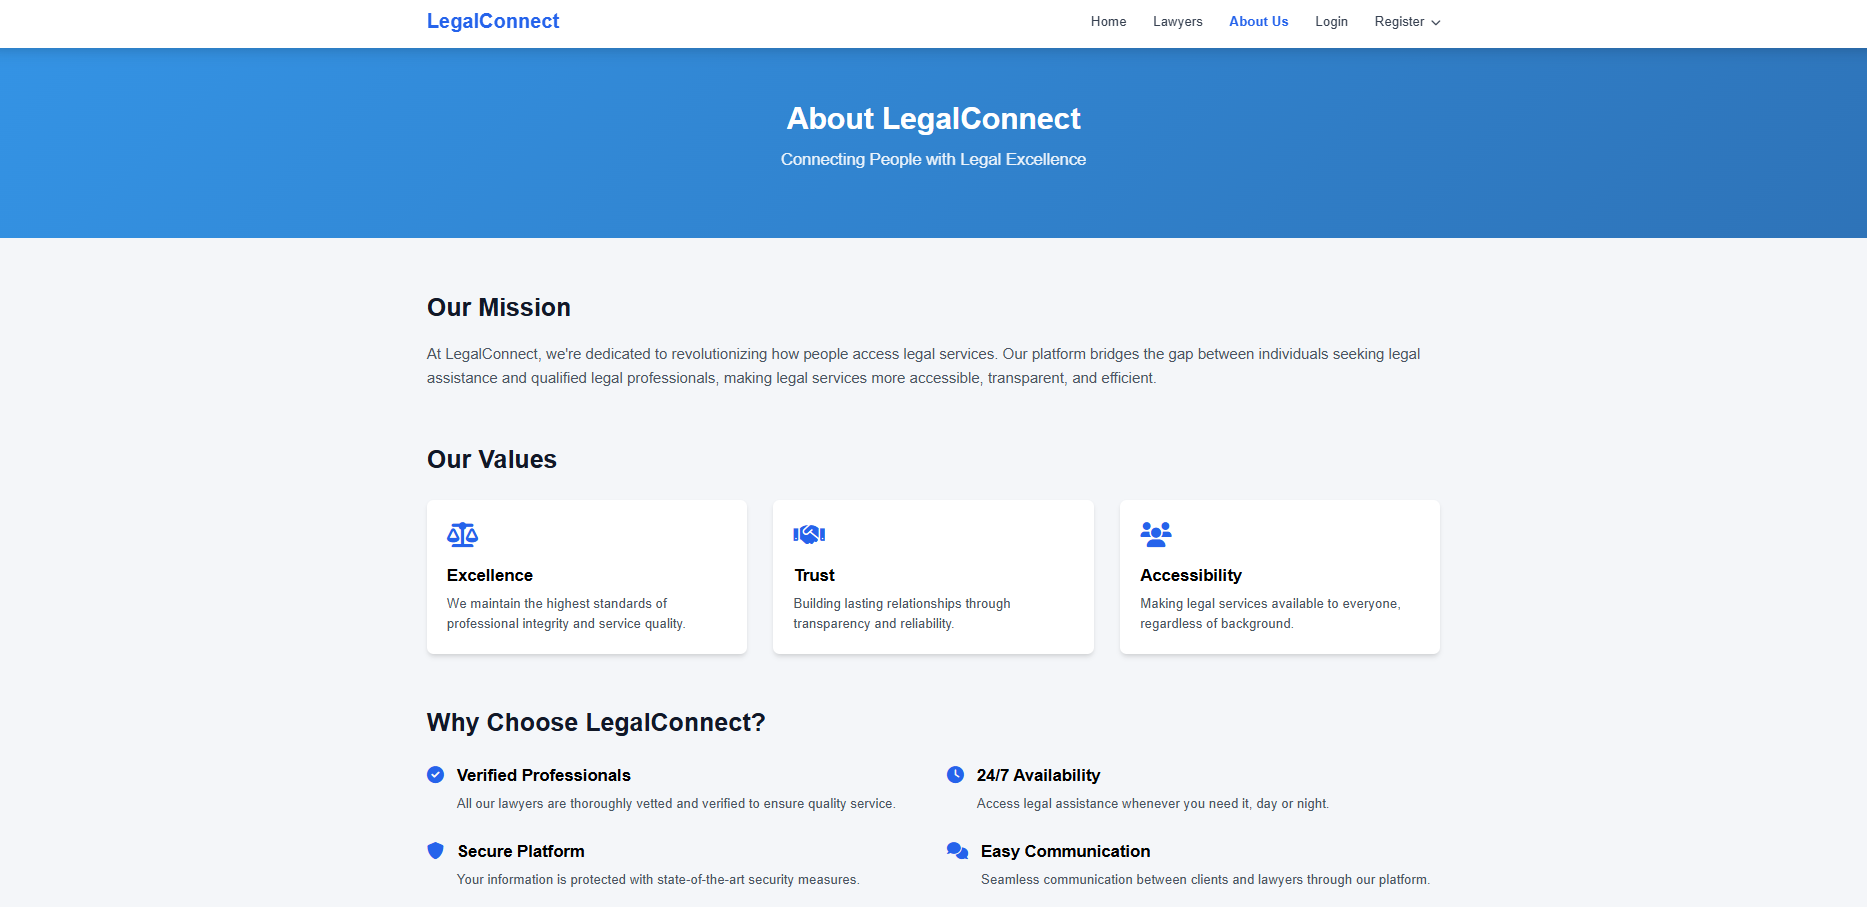 LegalConnect
Home Lawyers About Us Login Register
About LegalConnect
Connecting People with Legal Excellence
Our Mission
At LegalConnect, we're dedicated to revolutionizing how people access legal services. Our platform bridges the gap between individuals seeking legal
assistance and qualified legal professionals, making legal services more accessible, transparent, and efficient.
Our Values
Excellence
We maintain the highest standards of
professional integrity and service quality.
Trust
Building lasting relationships through
transparency and reliability.
Accessibility
Making legal services available to everyone,
regardless of background.
Why Choose LegalConnect?
Verified Professionals
All our lawyers are thoroughly vetted and verified to ensure quality service.
24/7 Availability
Access legal assistance whenever you need it, day or night.
Secure Platform
Your information is protected with state-of-the-art security measures.
Easy Communication
Seamless communication between clients and lawyers through our platform.